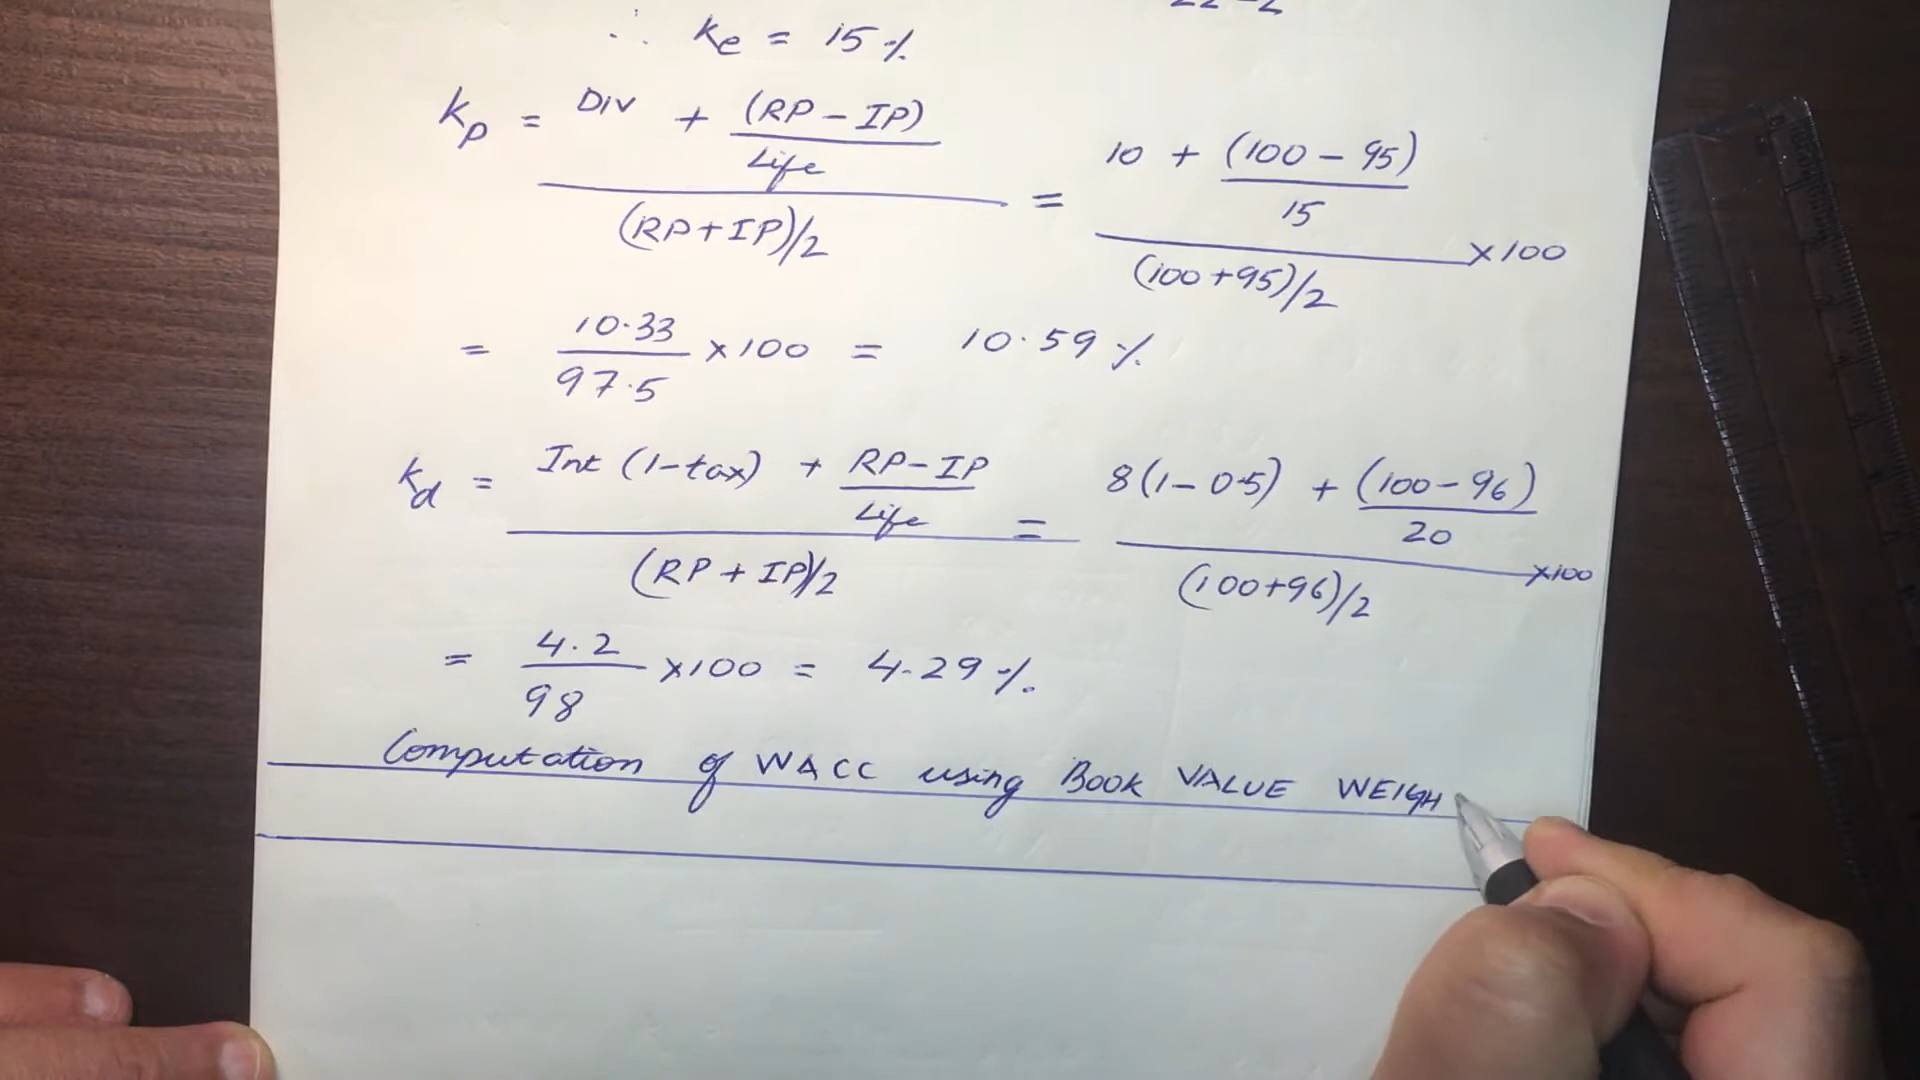 ∴ Ke = 15 %
Kp = Div + (RP - IP) / Life / (RP+IP)/2 = 10 + (100 - 95) / 15 / (100+95)/2 × 100
= 10.33 / 97.5 × 100 = 10.59 %
Kd = Int (1-tax) + RP-IP / Life / (RP + IP)/2 = 8(1-0.5) + (100-96) / 20 / (100+96)/2 × 100
= 4.2 / 98 × 100 = 4.29 %
Computation of WACC using Book VALUE WEIGH